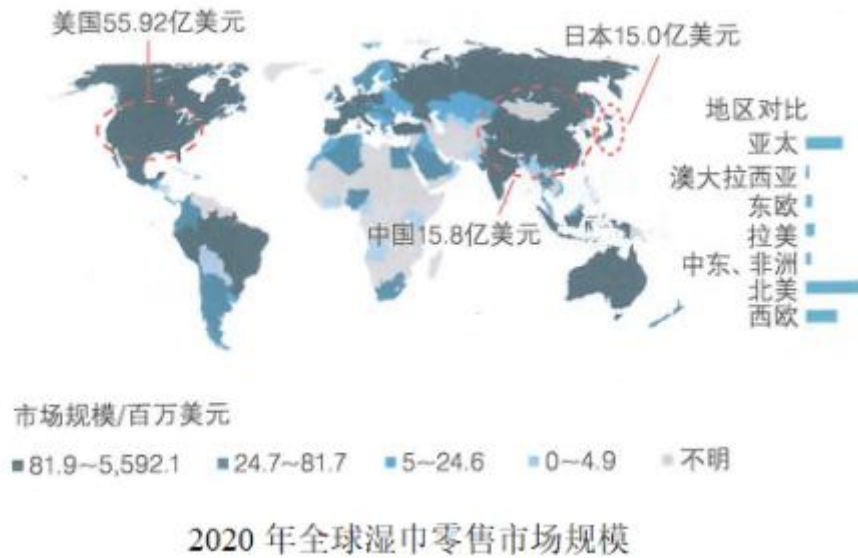 美国55.92亿美元
日本15.0亿美元
地区对比
亚太
澳大拉西亚
东欧
拉美
中国15.8亿美元
中东、非洲
北美
西欧
市场规模/百万美元
81.9~5,592.1 24.7~81.7 5~24.6 0~4.9 不明
2020 年全球湿巾零售市场规模